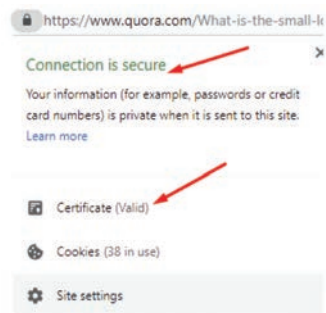 https://www.quora.com/What-is-the-small-lo
Connection is secure
Your information (for example, passwords or credit
card numbers) is private when it is sent to this site.
Learn more
Certificate (Valid)
Cookies (38 in use)
Site settings